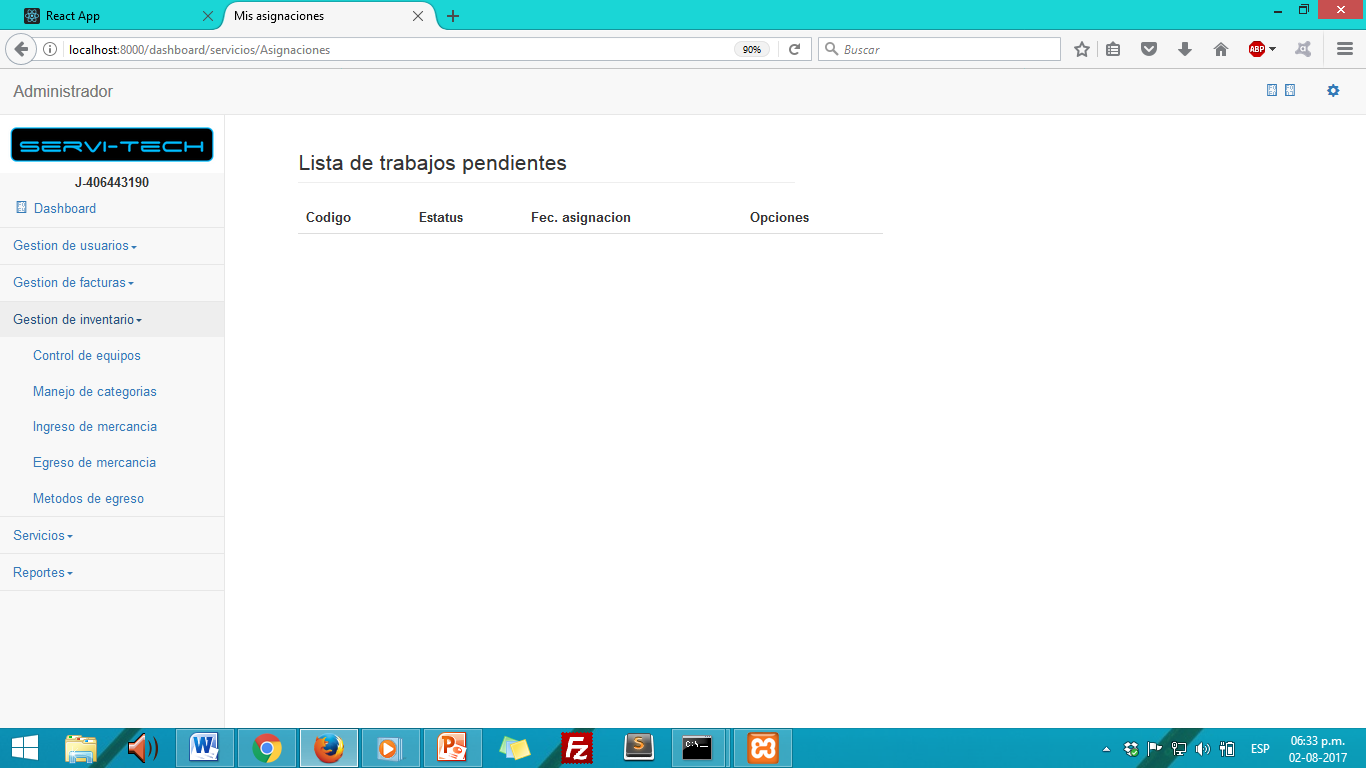 React App
Mis asignaciones
localhost:8000/dashboard/servicios/Asignaciones
90%
Buscar
ABP
Administrador
SERVI-TECH
J-406443190
Dashboard
Gestion de usuarios
Gestion de facturas
Gestion de inventario
Control de equipos
Manejo de categorias
Ingreso de mercancia
Egreso de mercancia
Metodos de egreso
Servicios
Reportes
Lista de trabajos pendientes
Codigo Estatus Fec. asignacion Opciones
ESP
06:33 p.m.
02-08-2017